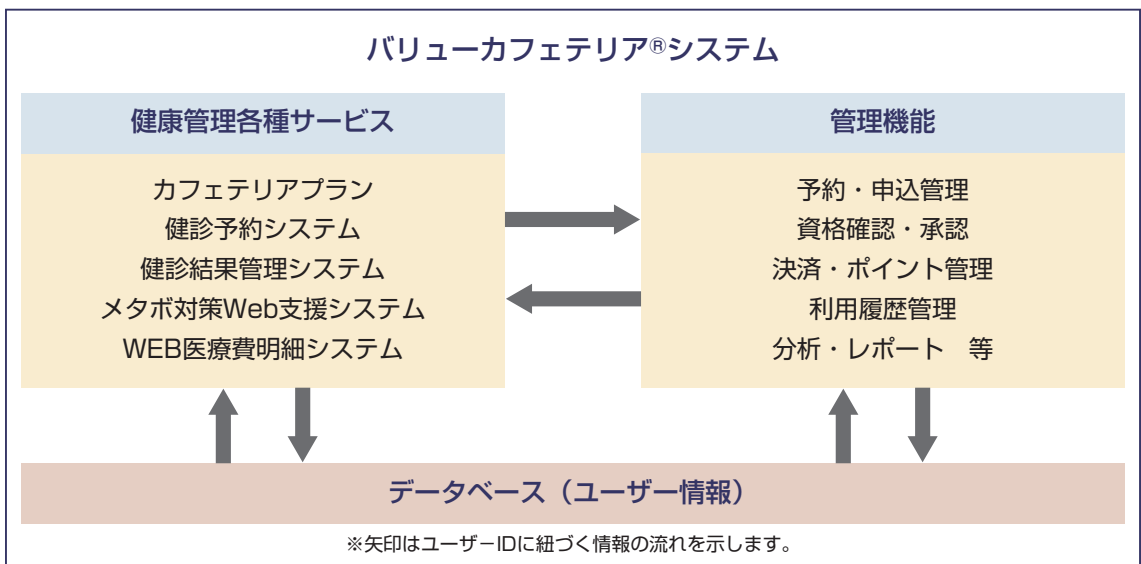 バリューカフェテリア®システム
健康管理各種サービス
カフェテリアプラン
健診予約システム
健診結果管理システム
メタボ対策Web支援システム
WEB医療費明細システム
管理機能
予約・申込管理
資格確認・承認
決済・ポイント管理
利用履歴管理
分析・レポート　等
データベース（ユーザー情報）
※矢印はユーザーIDに紐づく情報の流れを示します。